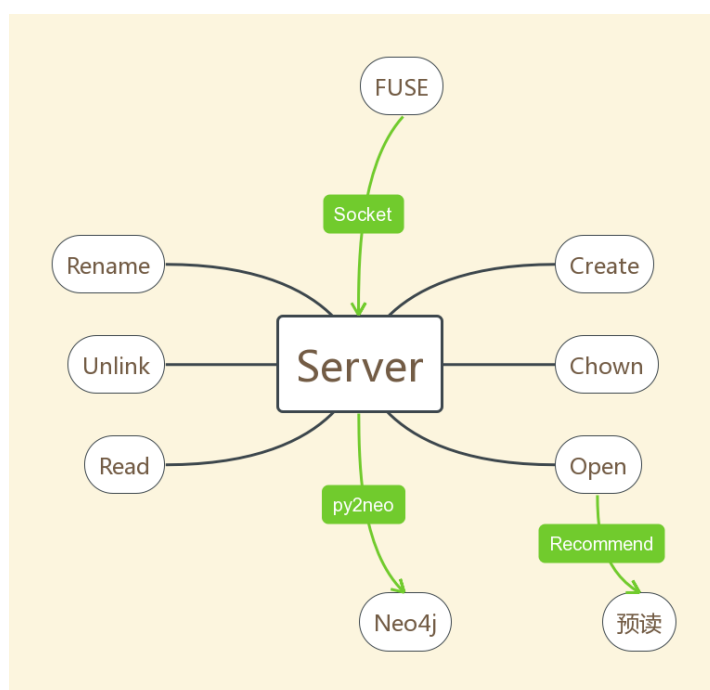 FUSE
Socket
Rename
Create
Server
Unlink
Chown
Read
Open
py2neo
Recommend
Neo4j
预读